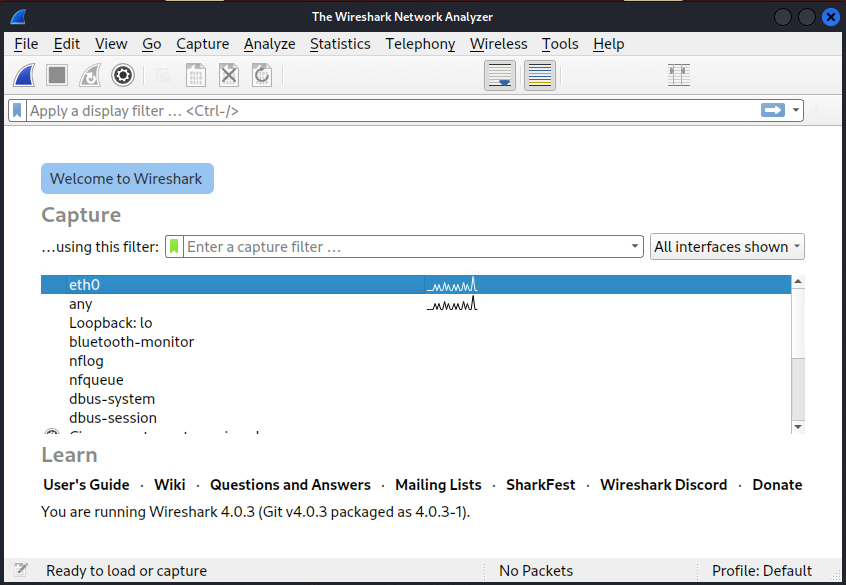 The Wireshark Network Analyzer
File Edit View Go Capture Analyze Statistics Telephony Wireless Tools Help
Apply a display filter … <Ctrl-/>
Welcome to Wireshark
Capture
…using this filter: Enter a capture filter … All interfaces shown
eth0
any
Loopback: lo
bluetooth-monitor
nflog
nfqueue
dbus-system
dbus-session
Learn
User's Guide · Wiki · Questions and Answers · Mailing Lists · SharkFest · Wireshark Discord · Donate
You are running Wireshark 4.0.3 (Git v4.0.3 packaged as 4.0.3-1).
Ready to load or capture No Packets Profile: Default